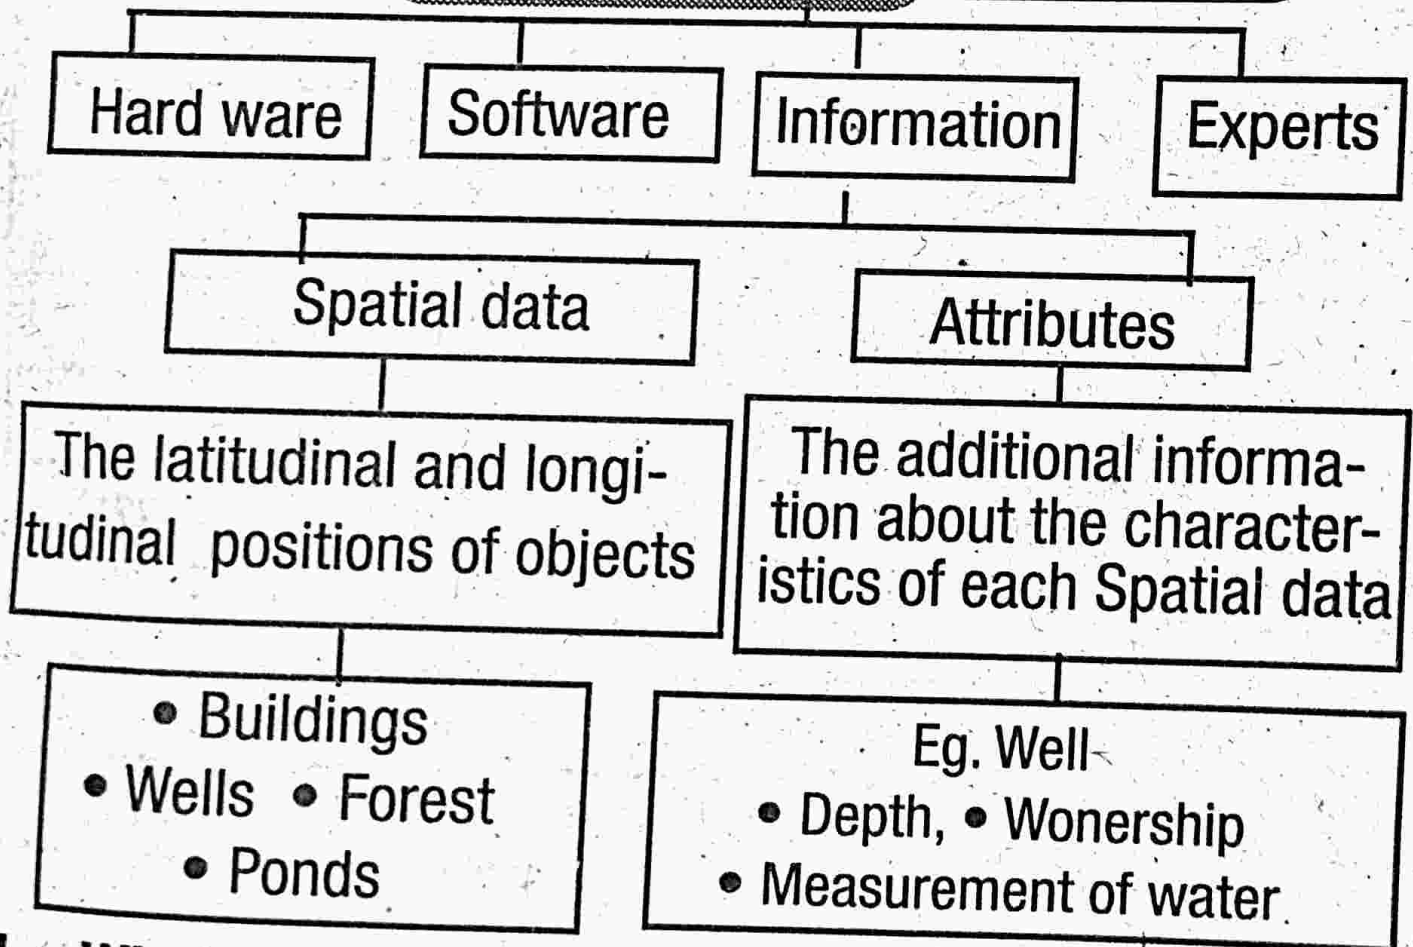 Hard ware
Software
Information
Experts
Spatial data
Attributes
The latitudinal and longi-
tudinal positions of objects
The additional informa-
tion about the character-
istics of each Spatial data
• Buildings
• Wells • Forest
• Ponds
Eg. Well
• Depth, • Wonership
• Measurement of water